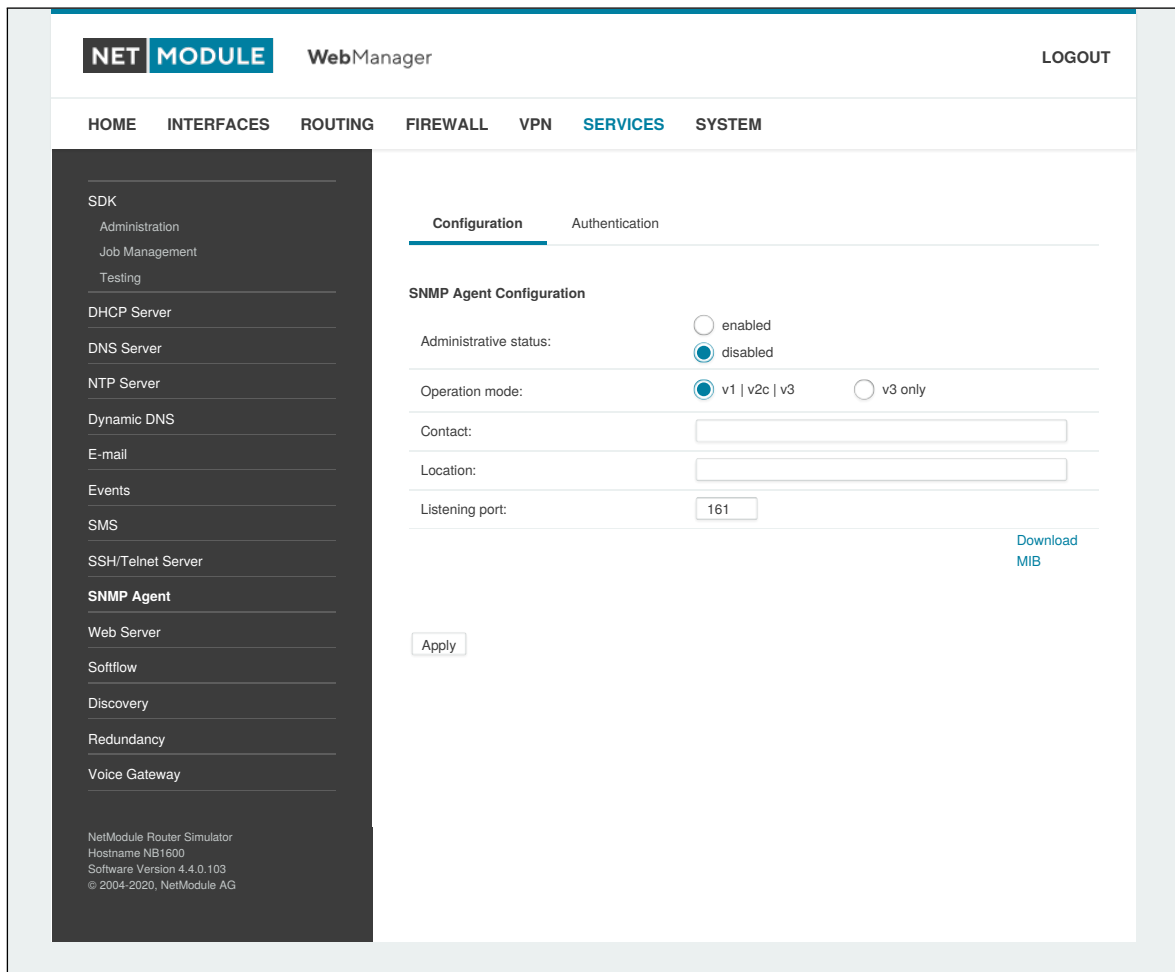 NET MODULE WebManager LOGOUT
HOME INTERFACES ROUTING FIREWALL VPN SERVICES SYSTEM
SDK
Administration
Job Management
Testing
DHCP Server
DNS Server
NTP Server
Dynamic DNS
E-mail
Events
SMS
SSH/Telnet Server
SNMP Agent
Web Server
Softflow
Discovery
Redundancy
Voice Gateway
NetModule Router Simulator
Hostname NB1600
Software Version 4.4.0.103
© 2004-2020, NetModule AG
Configuration Authentication
SNMP Agent Configuration
Administrative status:
enabled
disabled
Operation mode: v1 | v2c | v3 v3 only
Contact:
Location:
Listening port: 161
Download
MIB
Apply